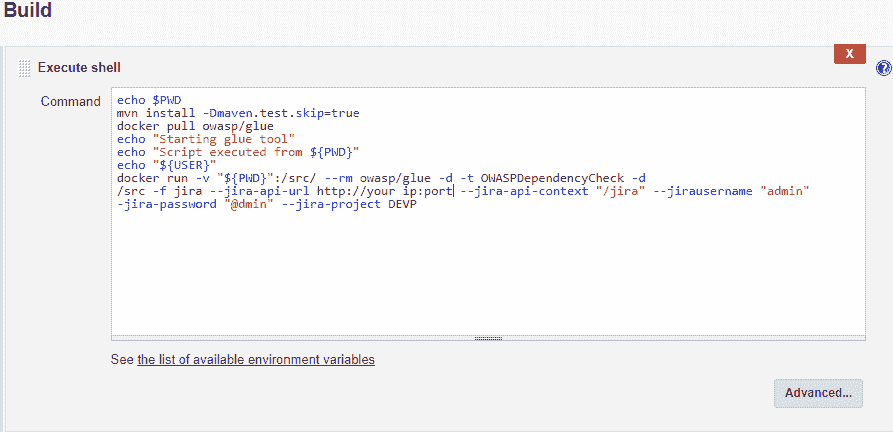 Build
X
Execute shell
?
Command
echo $PWD
mvn install -Dmaven.test.skip=true
docker pull owasp/glue
echo "Starting glue tool"
echo "Script executed from ${PWD}"
echo "${USER}"
docker run -v "${PWD}":/src/ --rm owasp/glue -d -t OWASPDependencyCheck -d
/src -f jira --jira-api-url http://your ip:port --jira-api-context "/jira" --jirausername "admin"
-jira-password "@dmin" --jira-project DEVP
See the list of available environment variables
Advanced...